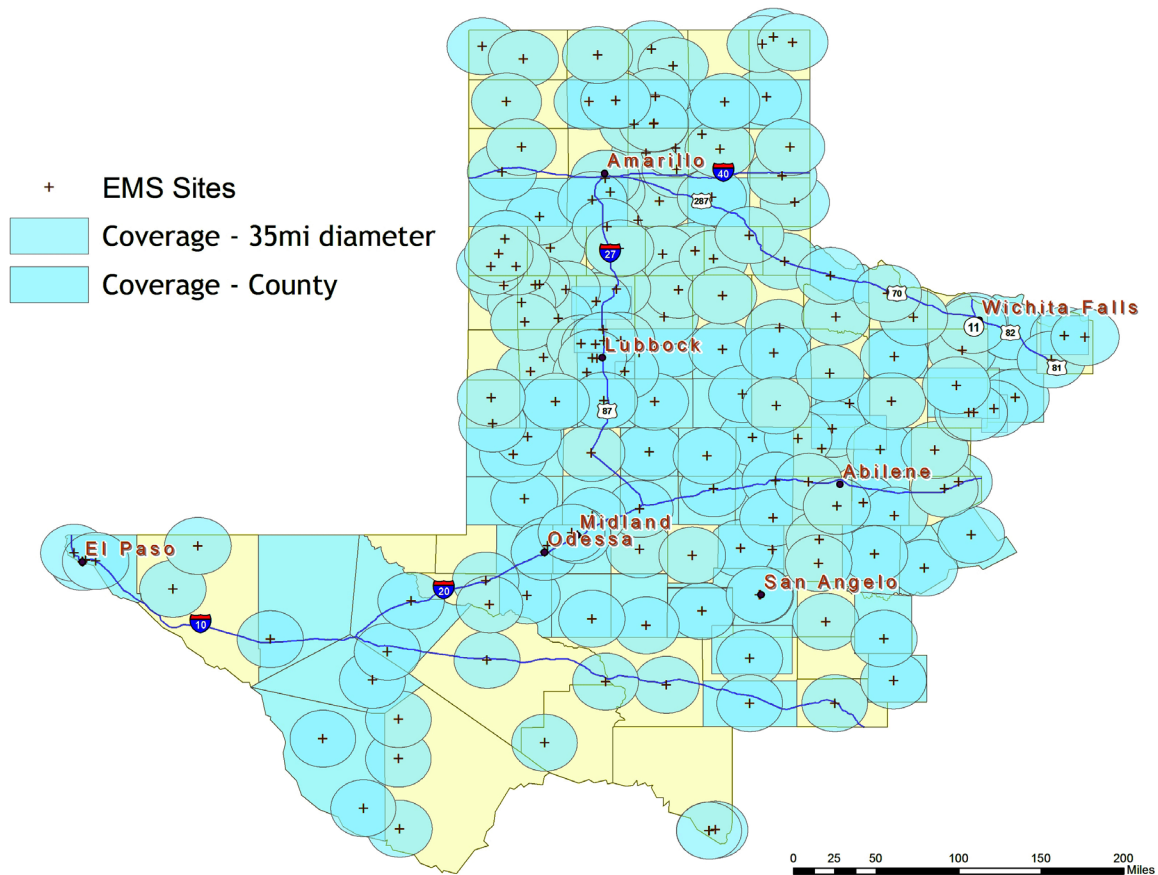 Amarillo
40
287
EMS Sites
Coverage - 35mi diameter
27
Coverage - County
70
Wichita Falls
11
82
Lubbock
81
87
Abilene
Midland
Odessa
El Paso
San Angelo
20
10
0 25 50 100 150 200
Miles